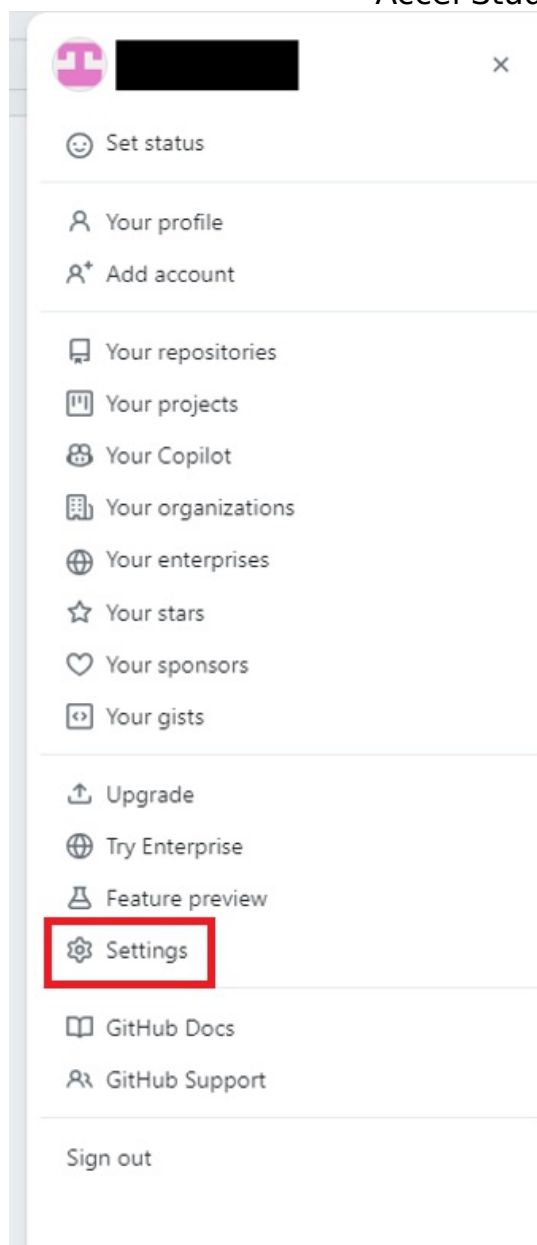 Set status
Your profile
Add account
Your repositories
Your projects
Your Copilot
Your organizations
Your enterprises
Your stars
Your sponsors
Your gists
Upgrade
Try Enterprise
Feature preview
Settings
GitHub Docs
GitHub Support
Sign out